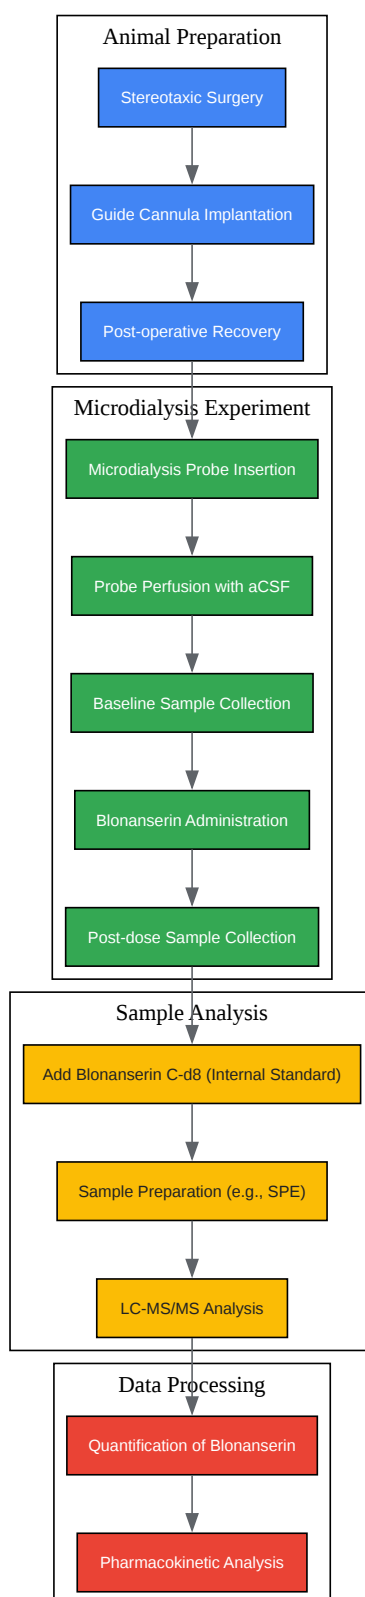 Animal Preparation
Stereotaxic Surgery
Guide Cannula Implantation
Post-operative Recovery
Microdialysis Experiment
Microdialysis Probe Insertion
Probe Perfusion with aCSF
Baseline Sample Collection
Blonanserin Administration
Post-dose Sample Collection
Sample Analysis
Add Blonanserin C-d8 (Internal Standard)
Sample Preparation (e.g., SPE)
LC-MS/MS Analysis
Data Processing
Quantification of Blonanserin
Pharmacokinetic Analysis